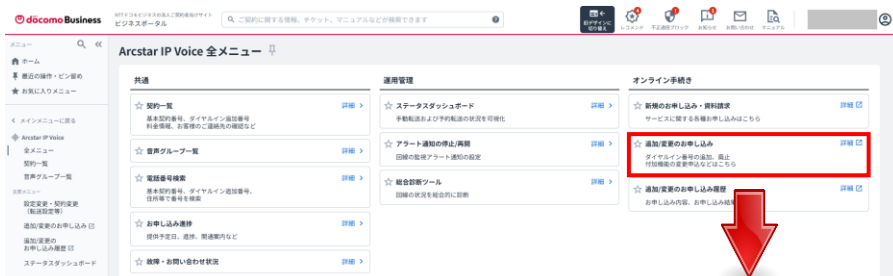 döcomo Business
NTTドコモビジネスの法人ご契約者向けサイト
ビジネスポータル
ご契約に関する情報、チケット、マニュアルなどが検索できます
旧デザインに
切り替え
レコメンド
不正通信ブロック
お知らせ
お問い合わせ
マニュアル
メニュー
ホーム
最近の操作・ピン留め
お気に入りメニュー
メインメニューに戻る
Arcstar IP Voice
全メニュー
契約一覧
音声グループ一覧
主要メニュー
設定変更・契約変更
（転送設定等）
追加/変更のお申し込み
追加/変更の
お申し込み履歴
ステータスダッシュボード
Arcstar IP Voice 全メニュー
共通
契約一覧 詳細
基本契約番号、ダイヤルイン追加番号
料金情報、お客様のご連絡先の確認など
音声グループ一覧 詳細
電話番号検索 詳細
基本契約番号、ダイヤルイン追加番号、
住所等で番号を検索
お申し込み進捗 詳細
提供予定日、進捗、開通案内など
故障・お問い合わせ状況 詳細
運用管理
ステータスダッシュボード 詳細
手動転送および予約転送の状況を可視化
アラート通知の停止/再開 詳細
回線の監視アラート通知の設定
総合診断ツール 詳細
回線の状況を総合的に診断
オンライン手続き
新規のお申し込み・資料請求 詳細
サービスに関する各種お申し込みはこちら
追加/変更のお申し込み 詳細
ダイヤルイン番号の追加、廃止
付加機能の変更申込などはこちら
追加/変更のお申し込み履歴 詳細
お申し込み内容、お申し込み結果